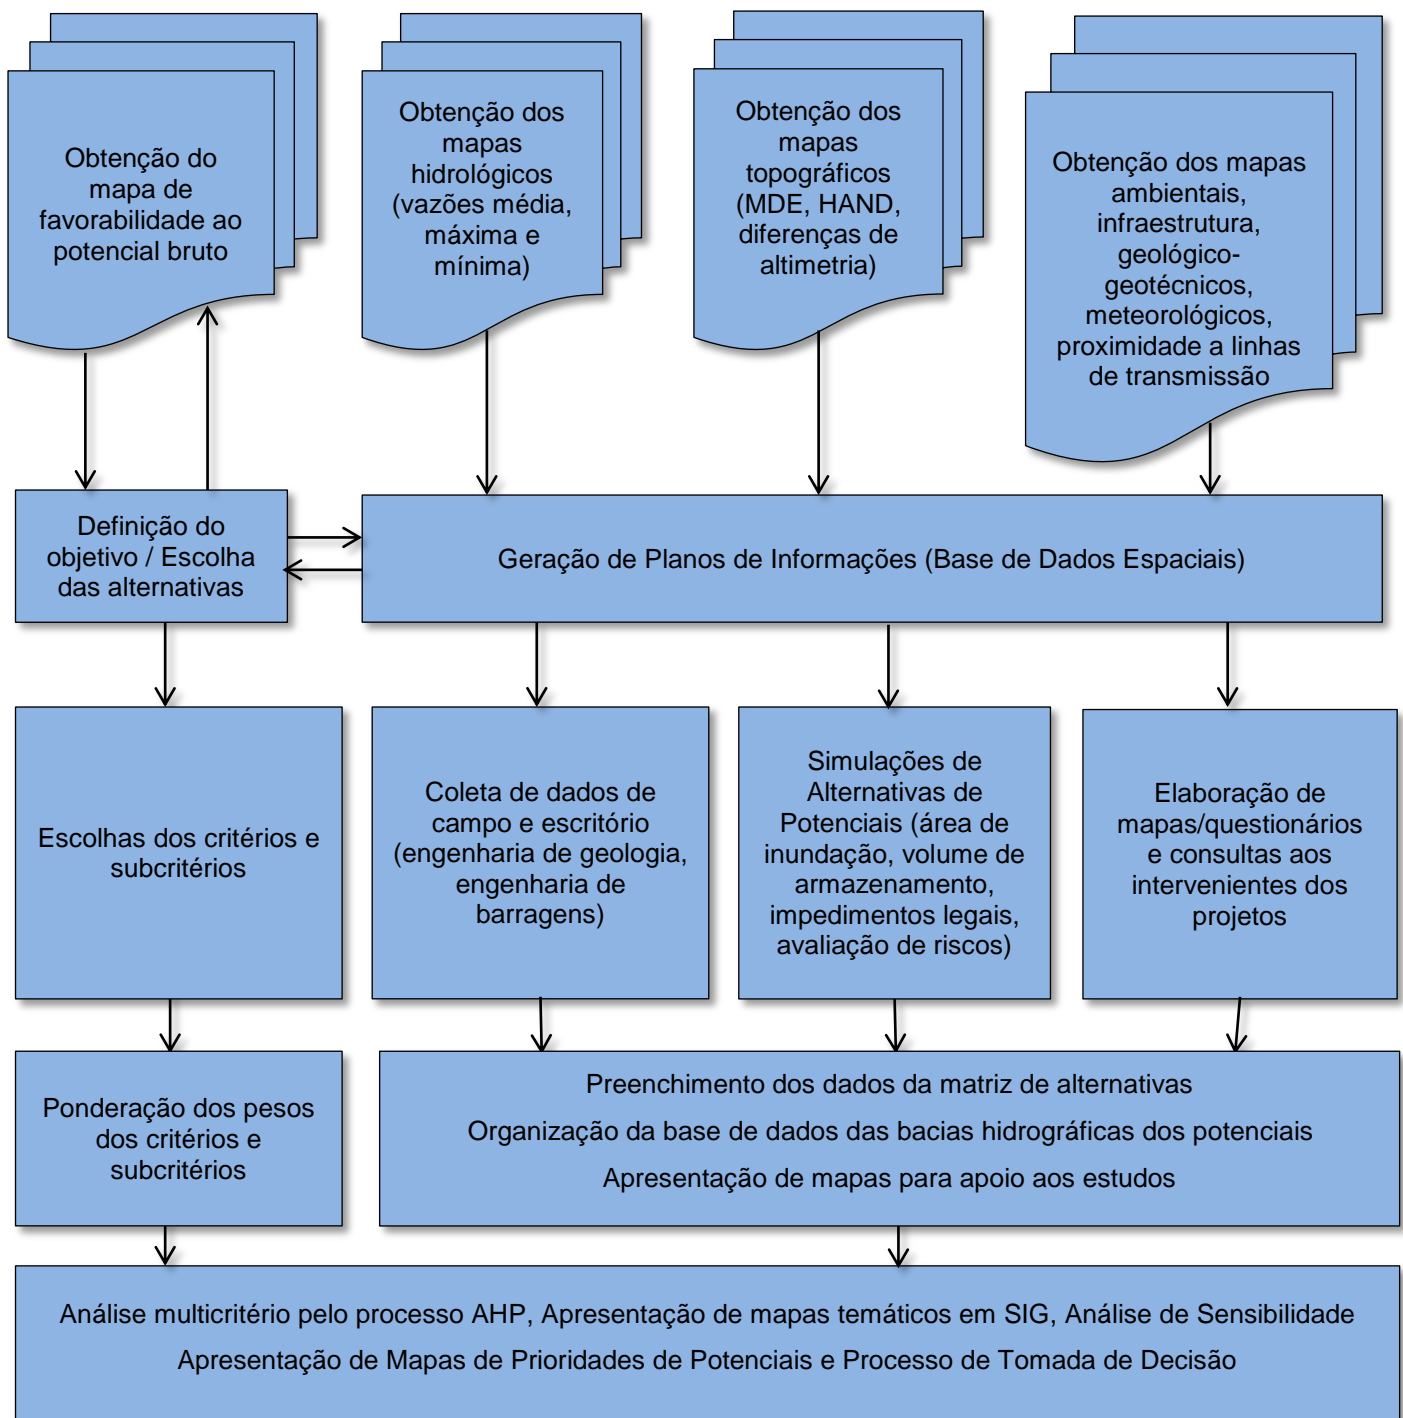 Obtenção do
mapa de
favorabilidade ao
potencial bruto
Obtenção dos
mapas
hidrológicos
(vazões média,
máxima e
mínima)
Obtenção dos
mapas
topográficos
(MDE, HAND,
diferenças de
altimetria)
Obtenção dos mapas
ambientais,
infraestrutura,
geológico-
geotécnicos,
meteorológicos,
proximidade a linhas
de transmissão
Definição do
objetivo / Escolha
das alternativas
Geração de Planos de Informações (Base de Dados Espaciais)
Escolhas dos critérios e
subcritérios
Coleta de dados de
campo e escritório
(engenharia de geologia,
engenharia de
barragens)
Simulações de
Alternativas de
Potenciais (área de
inundação, volume de
armazenamento,
impedimentos legais,
avaliação de riscos)
Elaboração de
mapas/questionários
e consultas aos
intervenientes dos
projetos
Ponderação dos pesos
dos critérios e
subcritérios
Preenchimento dos dados da matriz de alternativas
Organização da base de dados das bacias hidrográficas dos potenciais
Apresentação de mapas para apoio aos estudos
Análise multicritério pelo processo AHP, Apresentação de mapas temáticos em SIG, Análise de Sensibilidade
Apresentação de Mapas de Prioridades de Potenciais e Processo de Tomada de Decisão